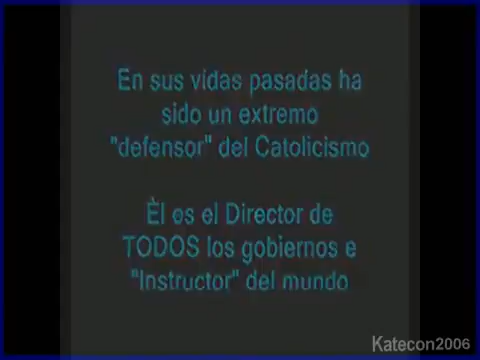 En sus vidas pasadas ha
sido un extremo
"defensor" del Catolicismo
Èl es el Director de
TODOS los gobiernos e
"Instructor" del mundo
Katecon2006